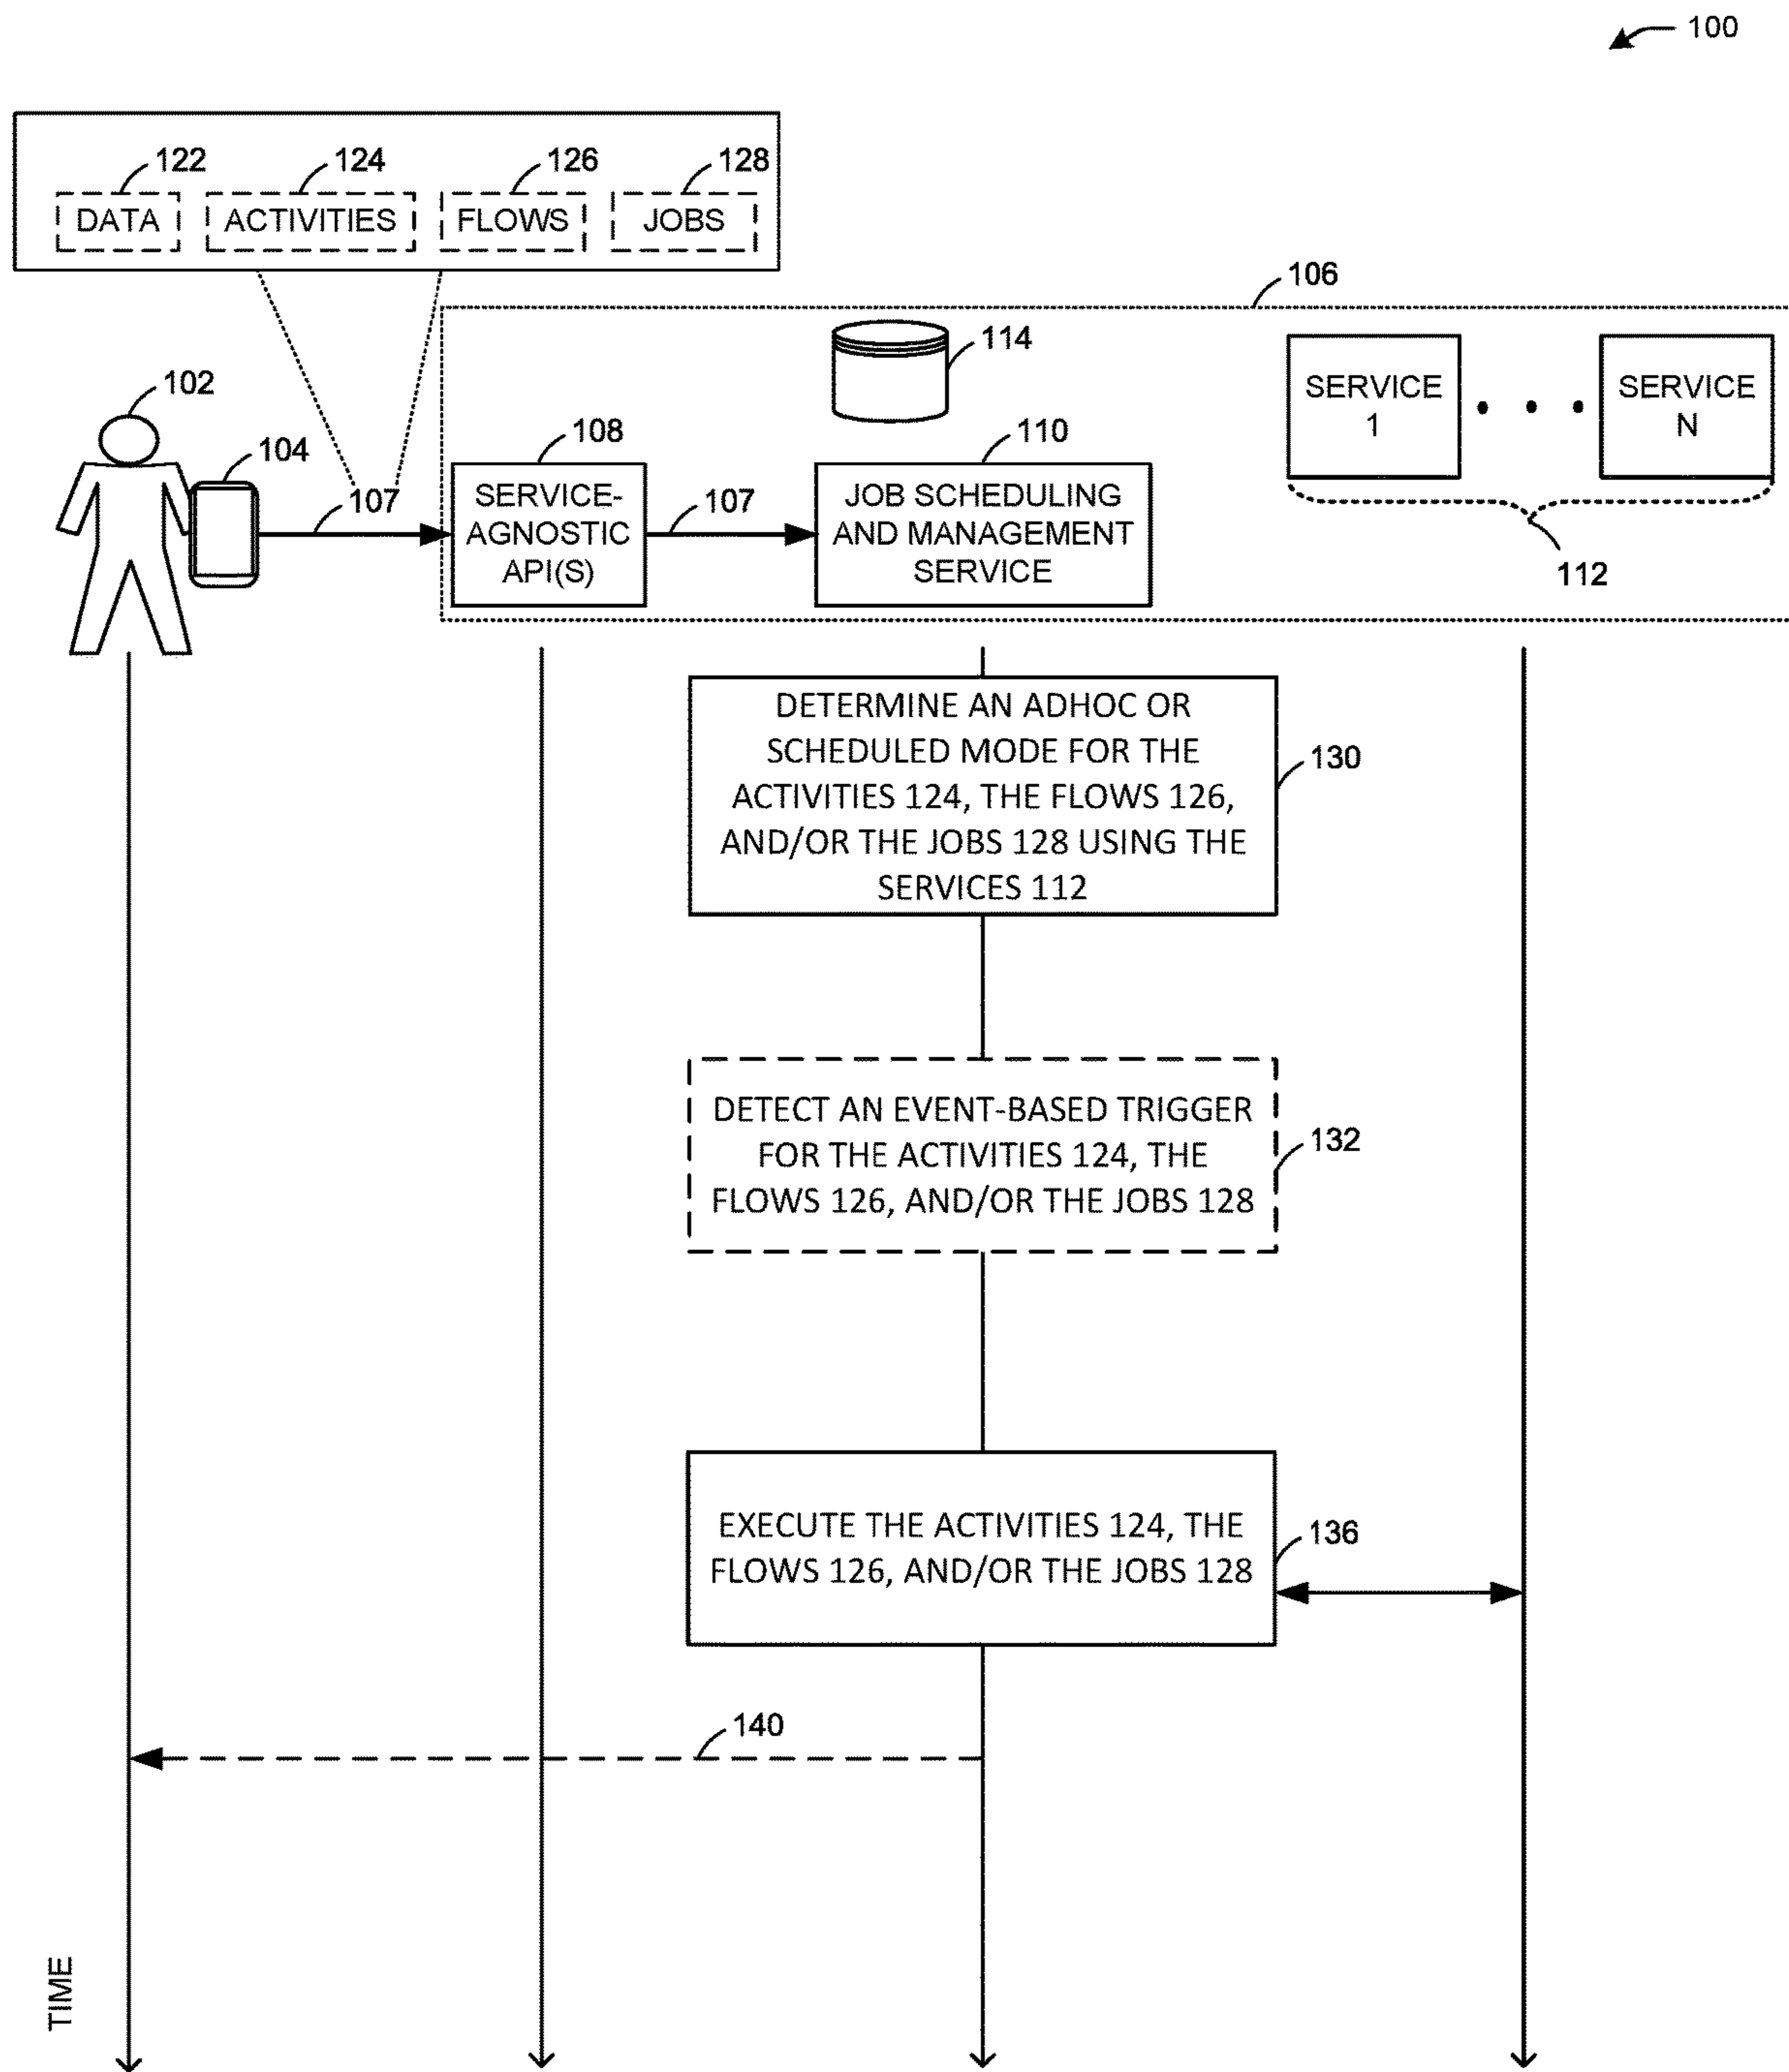 100
122
124
126
128
DATA
ACTIVITIES
FLOWS
JOBS
106
114
102
104
107
108
SERVICE-
AGNOSTIC
API(S)
107
110
JOB SCHEDULING
AND MANAGEMENT
SERVICE
SERVICE
1
SERVICE
N
112
DETERMINE AN ADHOC OR
SCHEDULED MODE FOR THE
ACTIVITIES 124, THE FLOWS 126,
AND/OR THE JOBS 128 USING THE
SERVICES 112
130
DETECT AN EVENT-BASED TRIGGER
FOR THE ACTIVITIES 124, THE
FLOWS 126, AND/OR THE JOBS 128
132
EXECUTE THE ACTIVITIES 124, THE
FLOWS 126, AND/OR THE JOBS 128
136
140
TIME